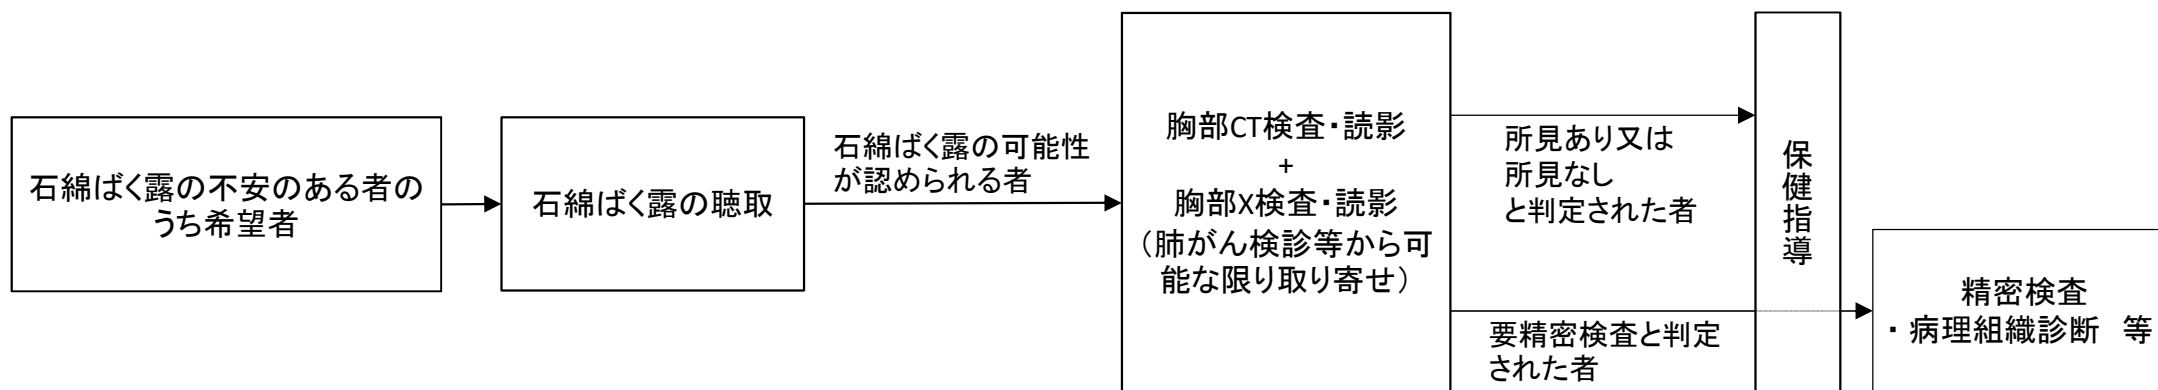 石綿ばく露の不安のある者の
うち希望者
石綿ばく露の聴取
石綿ばく露の可能性
が認められる者
胸部CT検査・読影
+
胸部X検査・読影
（肺がん検診等から可
能な限り取り寄せ）
所見あり又は
所見なし
と判定された者
要精密検査と判定
された者
保健指導
精密検査
・病理組織診断　等